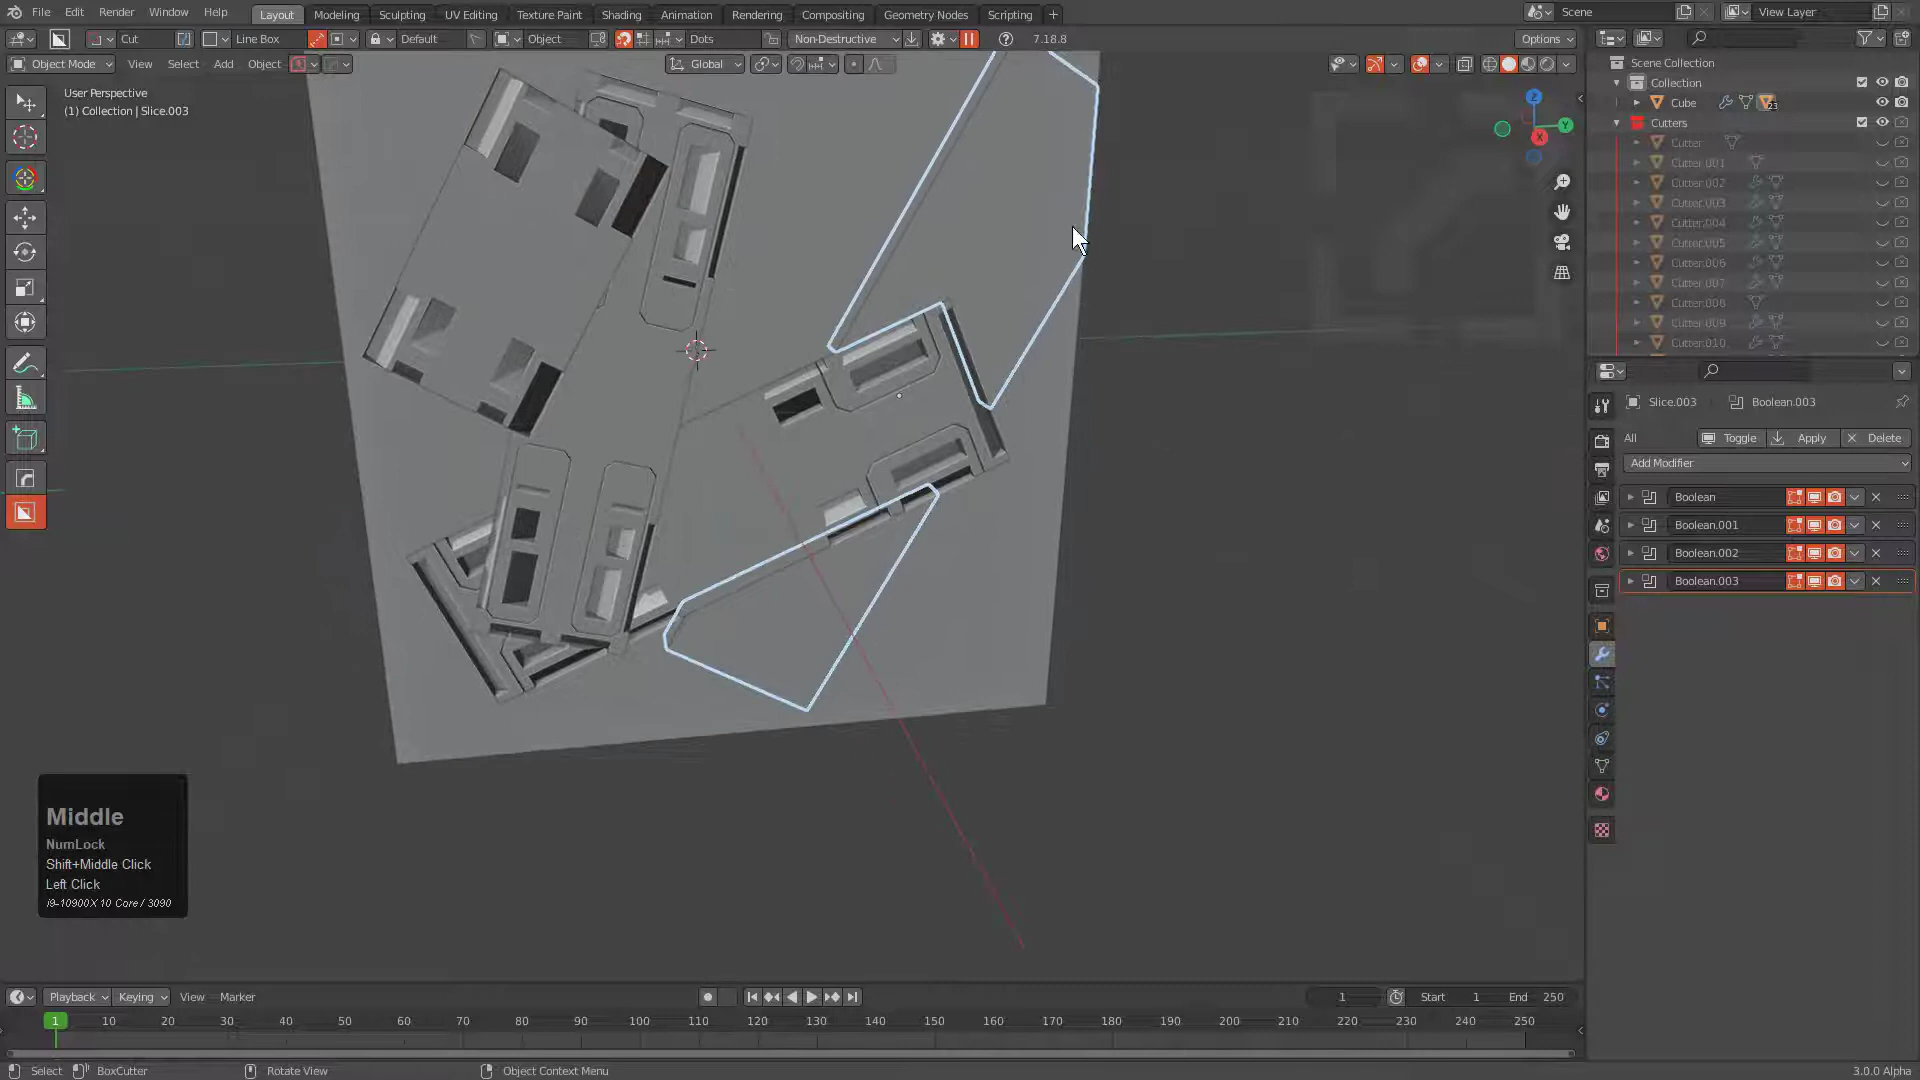 File Edit Render Window Help Layout Modeling Sculpting UV Editing Texture Paint Shading Animation Rendering Compositing Geometry Nodes Scripting + Scene View Layer
Cut Line Box Default Object Dots Non-Destructive 7.18.8 Options
Object Mode View Select Add Object Global
User Perspective
(1) Collection | Slice.003
Z
Y
X
Scene Collection
Collection
Cube 23
Cutters
Cutter
Cutter.001
Cutter.002
Cutter.003
Cutter.004
Cutter.005
Cutter.006
Cutter.007
Cutter.008
Cutter.009
Cutter.010
Slice.003 Boolean.003
All Toggle Apply Delete
Add Modifier
Boolean
Boolean.001
Boolean.002
Boolean.003
Middle
NumLock
Shift+Middle Click
Left Click
i9-10900X 10 Core / 3090
Playback Keying View Marker 1 Start 1 End 250
1 10 20 30 40 50 60 70 80 90 100 110 120 130 140 150 160 170 180 190 200 210 220 230 240 250
Select BoxCutter Rotate View Object Context Menu 3.0.0 Alpha